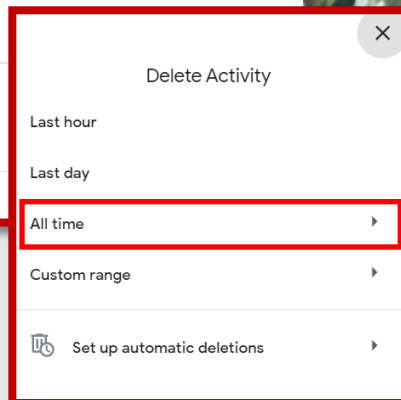 Delete Activity
Last hour
Last day
All time
Custom range
Set up automatic deletions